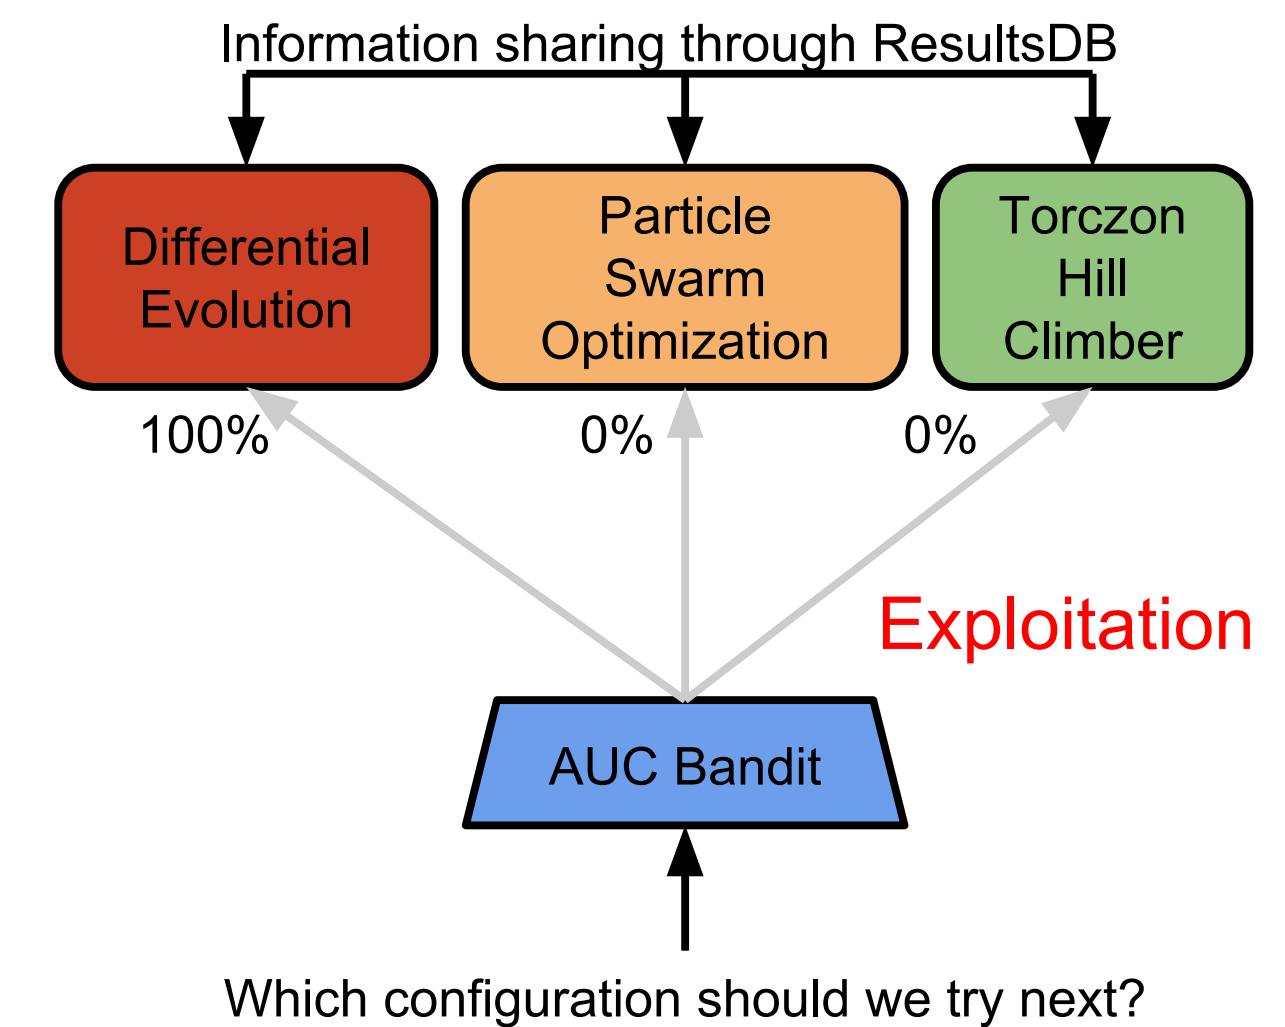 Information sharing through ResultsDB
Differential
Evolution
Particle
Swarm
Optimization
Torczon
Hill
Climber
100%
0%
0%
Exploitation
AUC Bandit
Which configuration should we try next?